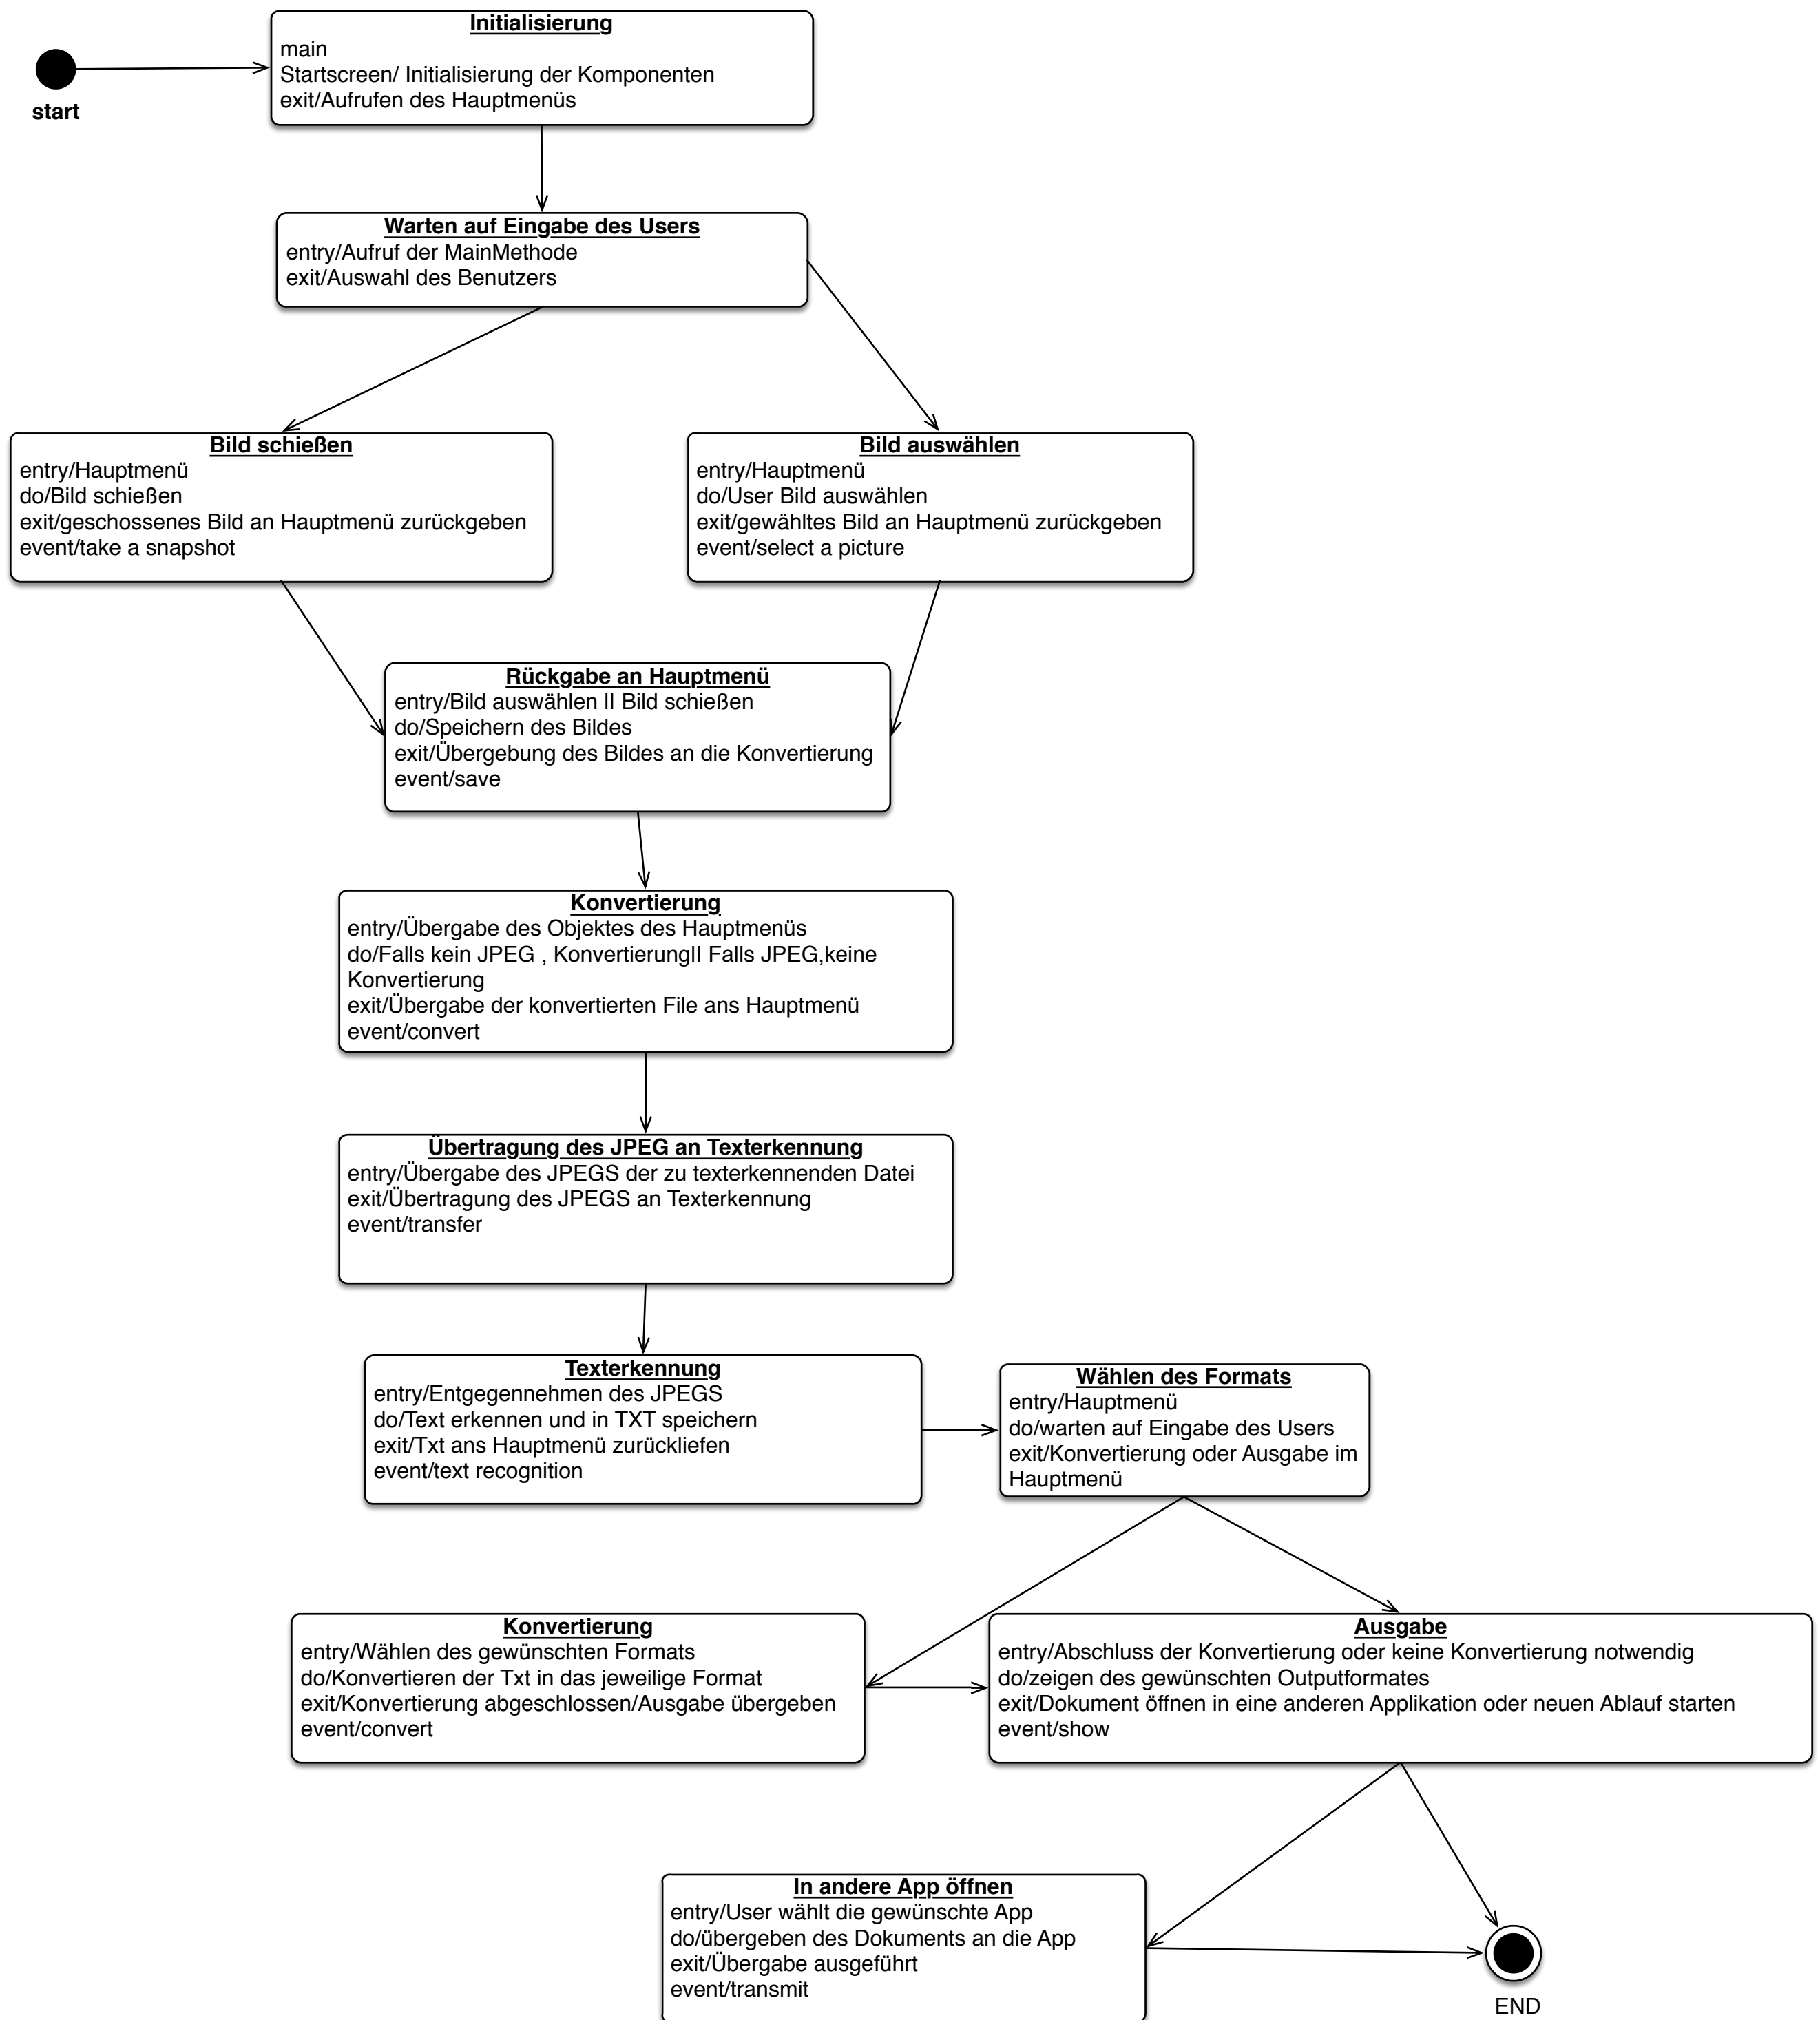 Initialisierung
main
Startscreen/ Initialisierung der Komponenten
exit/Aufrufen des Hauptmenüs
start
Warten auf Eingabe des Users
entry/Aufruf der MainMethode
exit/Auswahl des Benutzers
Bild schießen
entry/Hauptmenü
do/Bild schießen
exit/geschossenes Bild an Hauptmenü zurückgeben
event/take a snapshot
Bild auswählen
entry/Hauptmenü
do/User Bild auswählen
exit/gewähltes Bild an Hauptmenü zurückgeben
event/select a picture
Rückgabe an Hauptmenü
entry/Bild auswählen || Bild schießen
do/Speichern des Bildes
exit/Übergebung des Bildes an die Konvertierung
event/save
Konvertierung
entry/Übergabe des Objektes des Hauptmenüs
do/Falls kein JPEG , Konvertierung|| Falls JPEG,keine
Konvertierung
exit/Übergabe der konvertierten File ans Hauptmenü
event/convert
Übertragung des JPEG an Texterkennung
entry/Übergabe des JPEGS der zu texterkennenden Datei
exit/Übertragung des JPEGS an Texterkennung
event/transfer
Texterkennung
entry/Entgegennehmen des JPEGS
do/Text erkennen und in TXT speichern
exit/Txt ans Hauptmenü zurückliefen
event/text recognition
Wählen des Formats
entry/Hauptmenü
do/warten auf Eingabe des Users
exit/Konvertierung oder Ausgabe im
Hauptmenü
Konvertierung
entry/Wählen des gewünschten Formats
do/Konvertieren der Txt in das jeweilige Format
exit/Konvertierung abgeschlossen/Ausgabe übergeben
event/convert
Ausgabe
entry/Abschluss der Konvertierung oder keine Konvertierung notwendig
do/zeigen des gewünschten Outputformates
exit/Dokument öffnen in eine anderen Applikation oder neuen Ablauf starten
event/show
In andere App öffnen
entry/User wählt die gewünschte App
do/übergeben des Dokuments an die App
exit/Übergabe ausgeführt
event/transmit
END